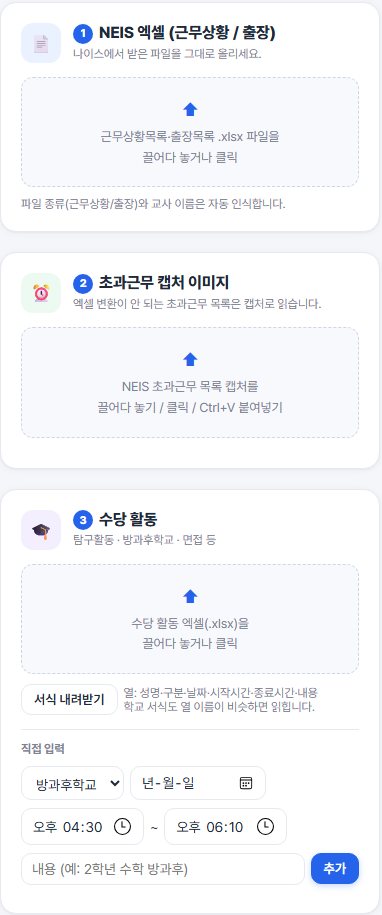 1 NEIS 엑셀 (근무상황 / 출장)
나이스에서 받은 파일을 그대로 올리세요.
근무상황목록·출장목록 .xlsx 파일을
끌어다 놓거나 클릭
파일 종류(근무상황/출장)와 교사 이름은 자동 인식합니다.
2 초과근무 캡처 이미지
엑셀 변환이 안 되는 초과근무 목록은 캡처로 읽습니다.
NEIS 초과근무 목록 캡처를
끌어다 놓기 / 클릭 / Ctrl+V 붙여넣기
3 수당 활동
탐구활동 · 방과후학교 · 면접 등
수당 활동 엑셀(.xlsx)을
끌어다 놓거나 클릭
서식 내려받기
열: 성명·구분·날짜·시작시간·종료시간·내용
학교 서식도 열 이름이 비슷하면 읽힙니다.
직접 입력
방과후학교 년-월-일
오후 04:30 ~ 오후 06:10
내용 (예: 2학년 수학 방과후) 추가